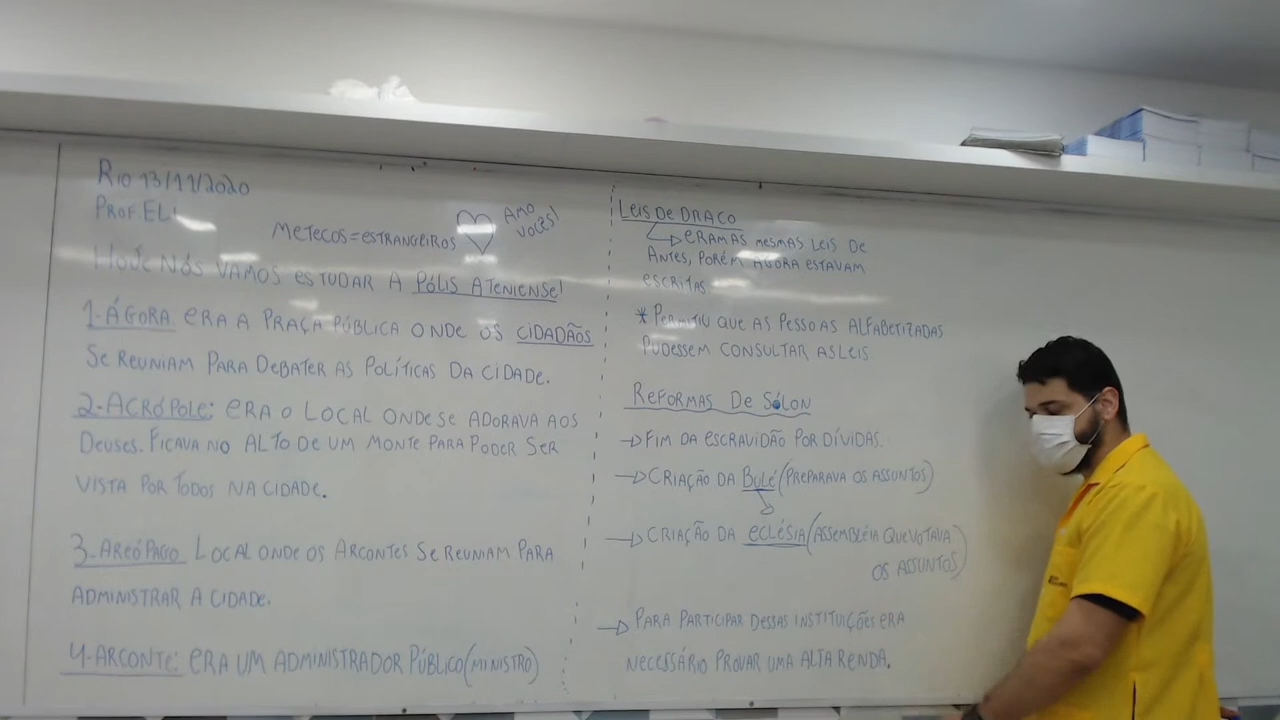 RIO 13/11/2020
PROF. ELI
METECOS = ESTRANGEIROS
AMO
VOCÊS!
HOJE NÓS VAMOS ESTUDAR A PÓLIS ATENIENSE!
1-ÁGORA ERA A PRAÇA PÚBLICA ONDE OS CIDADÃOS
SE REUNIAM PARA DEBATER AS POLÍTICAS DA CIDADE.
2-ACRÓPOLE: ERA O LOCAL ONDE SE ADORAVA AOS
DEUSES. FICAVA NO ALTO DE UM MONTE PARA PODER SER
VISTA POR TODOS NA CIDADE.
3-AREÓPAGO LOCAL ONDE OS ARCONTES SE REUNIAM PARA
ADMINISTRAR A CIDADE.
4-ARCONTE: ERA UM ADMINISTRADOR PÚBLICO (MINISTRO)
LEIS DE DRACO
→ ERAM AS MESMAS LEIS DE
ANTES, PORÉM AGORA ESTAVAM
ESCRITAS
* PERMITIU QUE AS PESSOAS ALFABETIZADAS
PUDESSEM CONSULTAR AS LEIS
REFORMAS DE SÓLON
→ FIM DA ESCRAVIDÃO POR DÍVIDAS.
→ CRIAÇÃO DA BULÉ (PREPARAVA OS ASSUNTOS)
→ CRIAÇÃO DA ECLÉSIA (ASSEMBLÉIA QUE VOTAVA
OS ASSUNTOS)
→ PARA PARTICIPAR DESSAS INSTITUIÇÕES ERA
NECESSÁRIO PROVAR UMA ALTA RENDA.